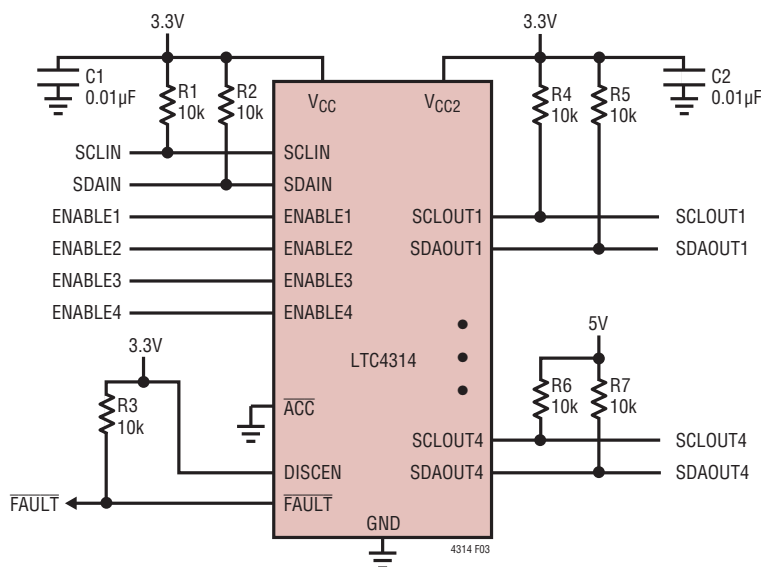 3.3V
3.3V
C1
0.01µF
R1
10k
R2
10k
VCC
VCC2
R4
10k
R5
10k
C2
0.01µF
SCLIN
SCLIN
SDAIN
SDAIN
ENABLE1
ENABLE1
SCLOUT1
SCLOUT1
ENABLE2
ENABLE2
SDAOUT1
SDAOUT1
ENABLE3
ENABLE3
ENABLE4
ENABLE4
5V
3.3V
LTC4314
R3
10k
R6
10k
R7
10k
ACC
SCLOUT4
SCLOUT4
DISCEN
SDAOUT4
SDAOUT4
FAULT
FAULT
GND
4314 F03